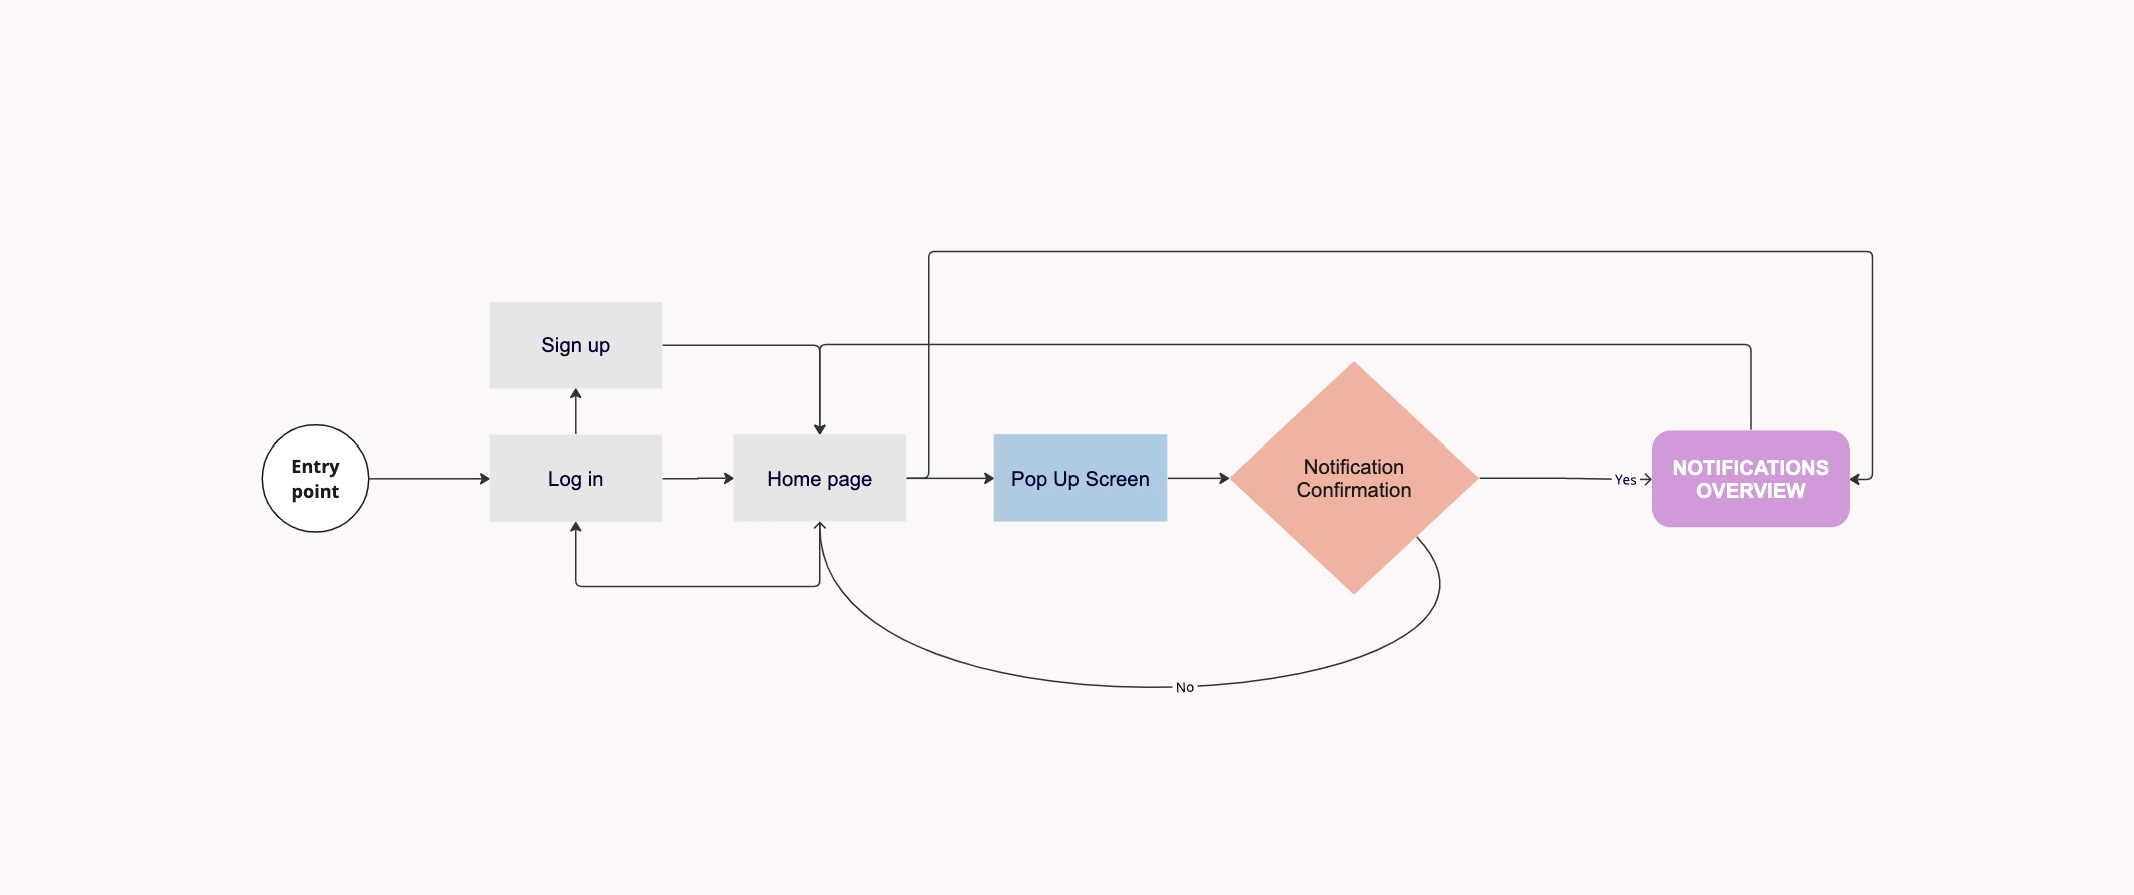 Sign up
Entry
point
Log in
Home page
Pop Up Screen
Notification
Confirmation
Yes
NOTIFICATIONS
OVERVIEW
No